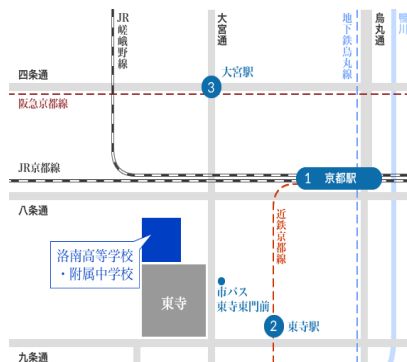 JR嵯峨野線
大宮通
地下鉄烏丸線
烏丸通
鴨川
四条通
3
大宮駅
阪急京都線
JR京都線
1 京都駅
八条通
近鉄京都線
洛南高等学校
・附属中学校
東寺
市バス
東寺東門前
2 東寺駅
九条通